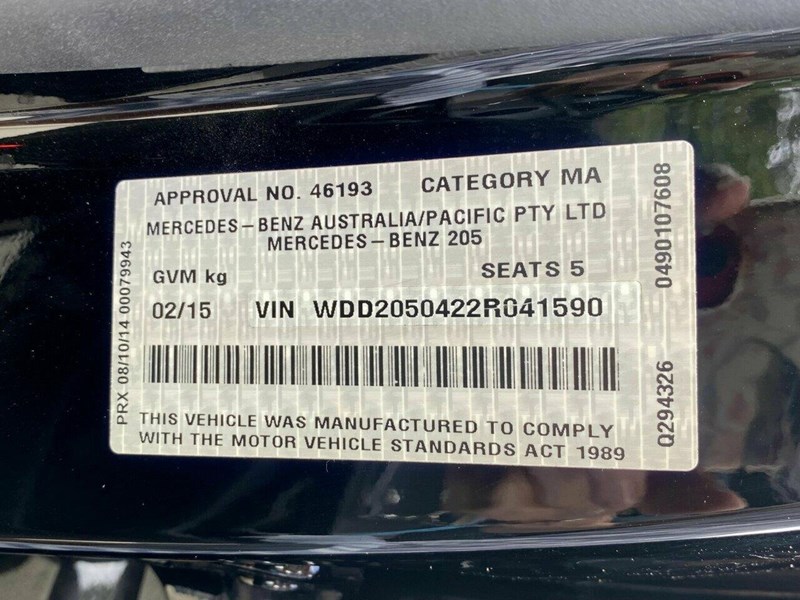 APPROVAL NO. 46193 CATEGORY MA
MERCEDES-BENZ AUSTRALIA/PACIFIC PTY LTD
MERCEDES-BENZ 205
GVM kg SEATS 5
02/15 VIN WDD2050422R041590
THIS VEHICLE WAS MANUFACTURED TO COMPLY
WITH THE MOTOR VEHICLE STANDARDS ACT 1989
PRX 08/10/14 00079943
0490107608
Q294326